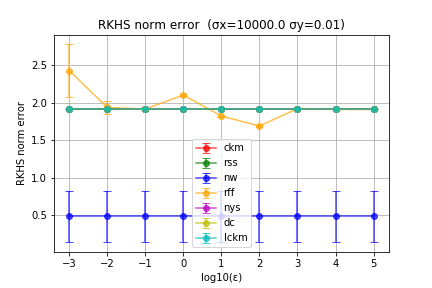 RKHS norm error (σx=10000.0 σy=0.01)
RKHS norm error
2.5
2.0
1.5
1.0
0.5
ckm
rss
nw
rff
nys
dc
lckm
−3 −2 −1 0 1 2 3 4 5
log10(ε)